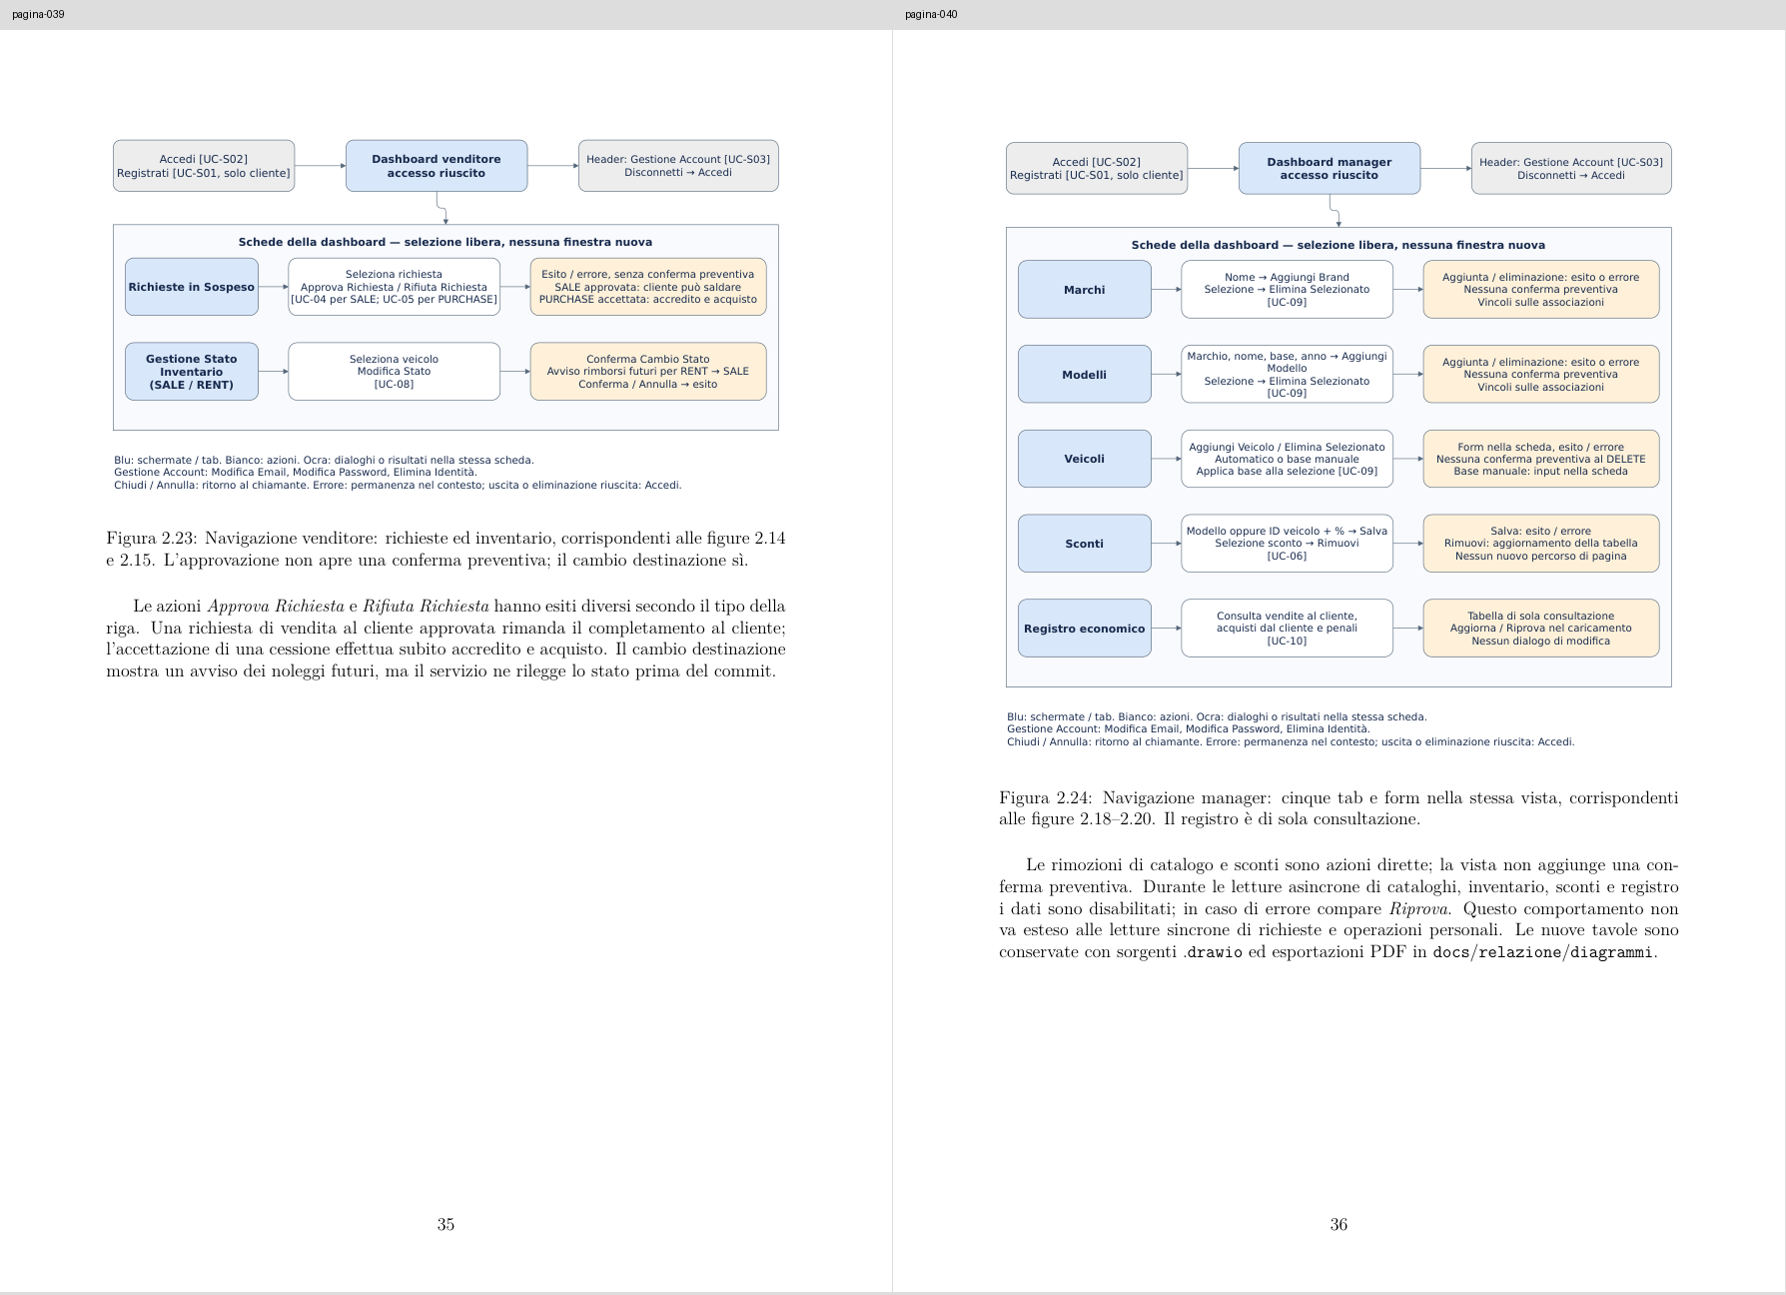 pagina-039
Accedi [UC-S02]
Registrati [UC-S01, solo cliente]
Dashboard venditore
accesso riuscito
Header: Gestione Account [UC-S03]
Disconnetti → Accedi
Schede della dashboard — selezione libera, nessuna finestra nuova
Richieste in Sospeso
Seleziona richiesta
Approva Richiesta / Rifiuta Richiesta
[UC-04 per SALE; UC-05 per PURCHASE]
Esito / errore, senza conferma preventiva
SALE approvata: cliente può saldare
PURCHASE accettata: accredito e acquisto
Gestione Stato
Inventario
(SALE / RENT)
Seleziona veicolo
Modifica Stato
[UC-08]
Conferma Cambio Stato
Avviso rimborsi futuri per RENT → SALE
Conferma / Annulla → esito
Blu: schermate / tab. Bianco: azioni. Ocra: dialoghi o risultati nella stessa scheda.
Gestione Account: Modifica Email, Modifica Password, Elimina Identità.
Chiudi / Annulla: ritorno al chiamante. Errore: permanenza nel contesto; uscita o eliminazione riuscita: Accedi.
Figura 2.23: Navigazione venditore: richieste ed inventario, corrispondenti alle figure 2.14
e 2.15. L'approvazione non apre una conferma preventiva; il cambio destinazione sì.
Le azioni Approva Richiesta e Rifiuta Richiesta hanno esiti diversi secondo il tipo della
riga. Una richiesta di vendita al cliente approvata rimanda il completamento al cliente;
l'accettazione di una cessione effettua subito accredito e acquisto. Il cambio destinazione
mostra un avviso dei noleggi futuri, ma il servizio ne rilegge lo stato prima del commit.
35
pagina-040
Accedi [UC-S02]
Registrati [UC-S01, solo cliente]
Dashboard manager
accesso riuscito
Header: Gestione Account [UC-S03]
Disconnetti → Accedi
Schede della dashboard — selezione libera, nessuna finestra nuova
Marchi
Nome → Aggiungi Brand
Selezione → Elimina Selezionato
[UC-09]
Aggiunta / eliminazione: esito o errore
Nessuna conferma preventiva
Vincoli sulle associazioni
Modelli
Marchio, nome, base, anno → Aggiungi
Modello
Selezione → Elimina Selezionato
[UC-09]
Aggiunta / eliminazione: esito o errore
Nessuna conferma preventiva
Vincoli sulle associazioni
Veicoli
Aggiungi Veicolo / Elimina Selezionato
Automatico o base manuale
Applica base alla selezione [UC-09]
Form nella scheda, esito / errore
Nessuna conferma preventiva al DELETE
Base manuale: input nella scheda
Sconti
Modello oppure ID veicolo + % → Salva
Selezione sconto → Rimuovi
[UC-06]
Salva: esito / errore
Rimuovi: aggiornamento della tabella
Nessun nuovo percorso di pagina
Registro economico
Consulta vendite al cliente,
acquisti dal cliente e penali
[UC-10]
Tabella di sola consultazione
Aggiorna / Riprova nel caricamento
Nessun dialogo di modifica
Blu: schermate / tab. Bianco: azioni. Ocra: dialoghi o risultati nella stessa scheda.
Gestione Account: Modifica Email, Modifica Password, Elimina Identità.
Chiudi / Annulla: ritorno al chiamante. Errore: permanenza nel contesto; uscita o eliminazione riuscita: Accedi.
Figura 2.24: Navigazione manager: cinque tab e form nella stessa vista, corrispondenti
alle figure 2.18–2.20. Il registro è di sola consultazione.
Le rimozioni di catalogo e sconti sono azioni dirette; la vista non aggiunge una con-
ferma preventiva. Durante le letture asincrone di cataloghi, inventario, sconti e registro
i dati sono disabilitati; in caso di errore compare Riprova. Questo comportamento non
va esteso alle letture sincrone di richieste e operazioni personali. Le nuove tavole sono
conservate con sorgenti .drawio ed esportazioni PDF in docs/relazione/diagrammi.
36